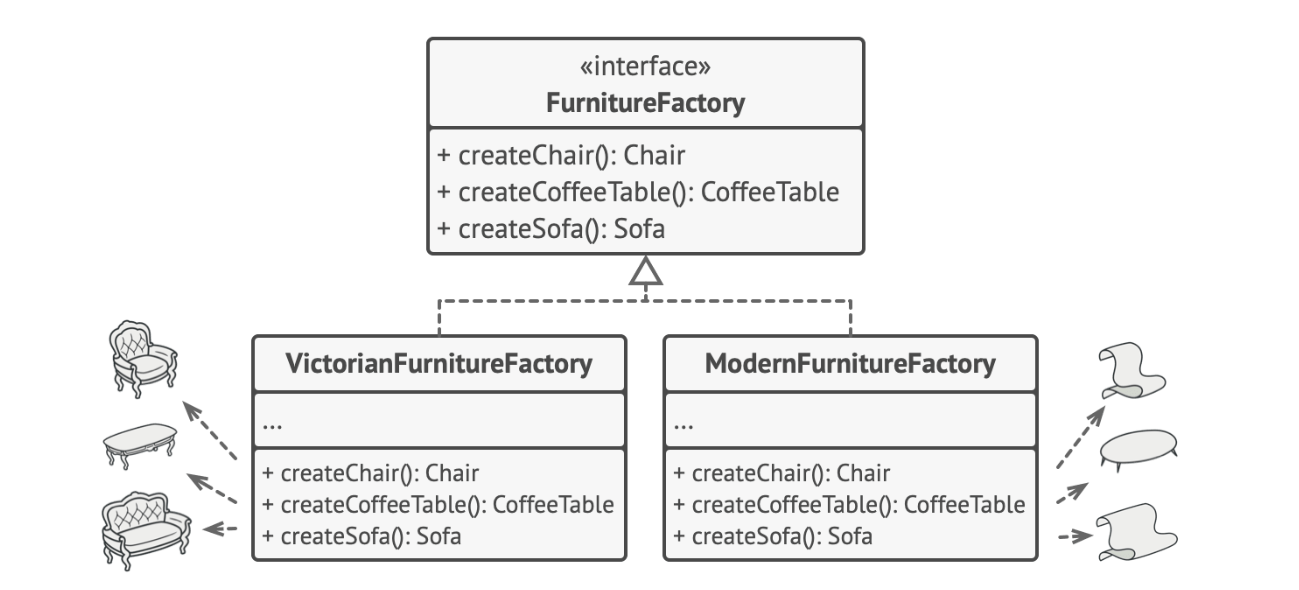 «interface»
FurnitureFactory
+ createChair(): Chair
+ createCoffeeTable(): CoffeeTable
+ createSofa(): Sofa
VictorianFurnitureFactory
...
+ createChair(): Chair
+ createCoffeeTable(): CoffeeTable
+ createSofa(): Sofa
ModernFurnitureFactory
...
+ createChair(): Chair
+ createCoffeeTable(): CoffeeTable
+ createSofa(): Sofa